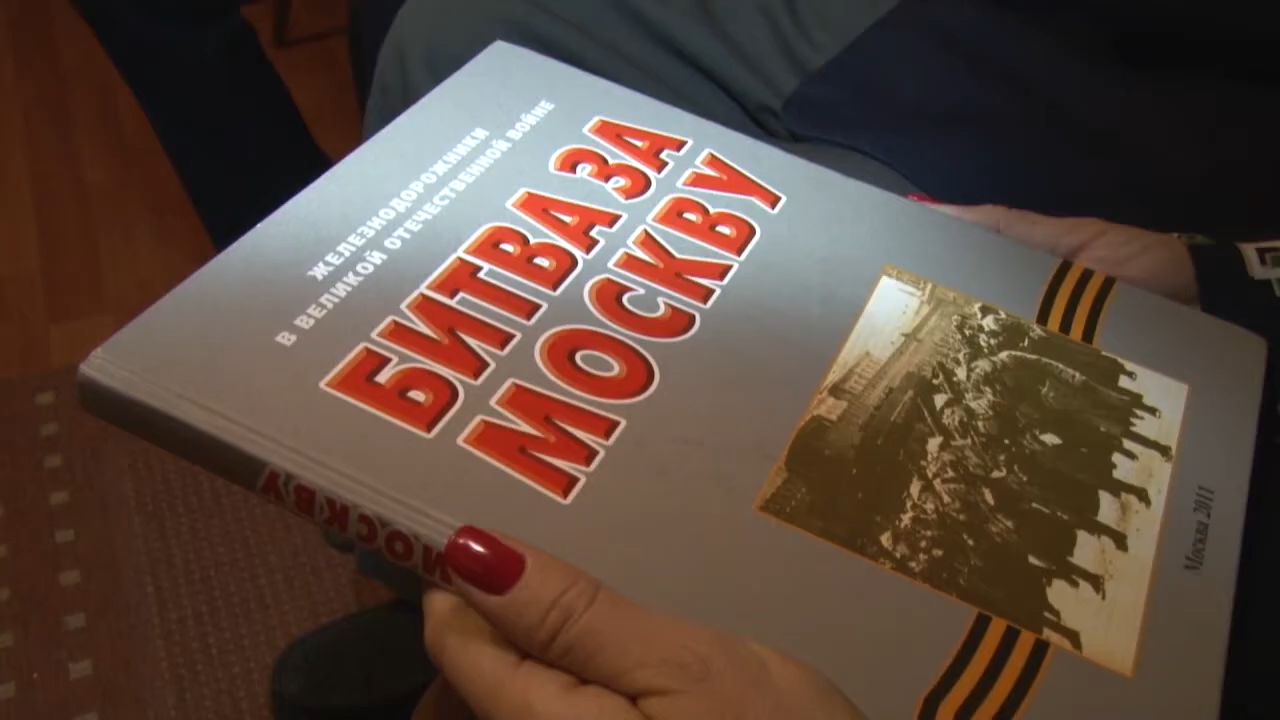 ЖЕЛЕЗНОДОРОЖНИКИ
В ВЕЛИКОЙ ОТЕЧЕСТВЕННОЙ ВОЙНЕ
БИТВА ЗА
МОСКВУ
Москва 2011
МОСКВУ